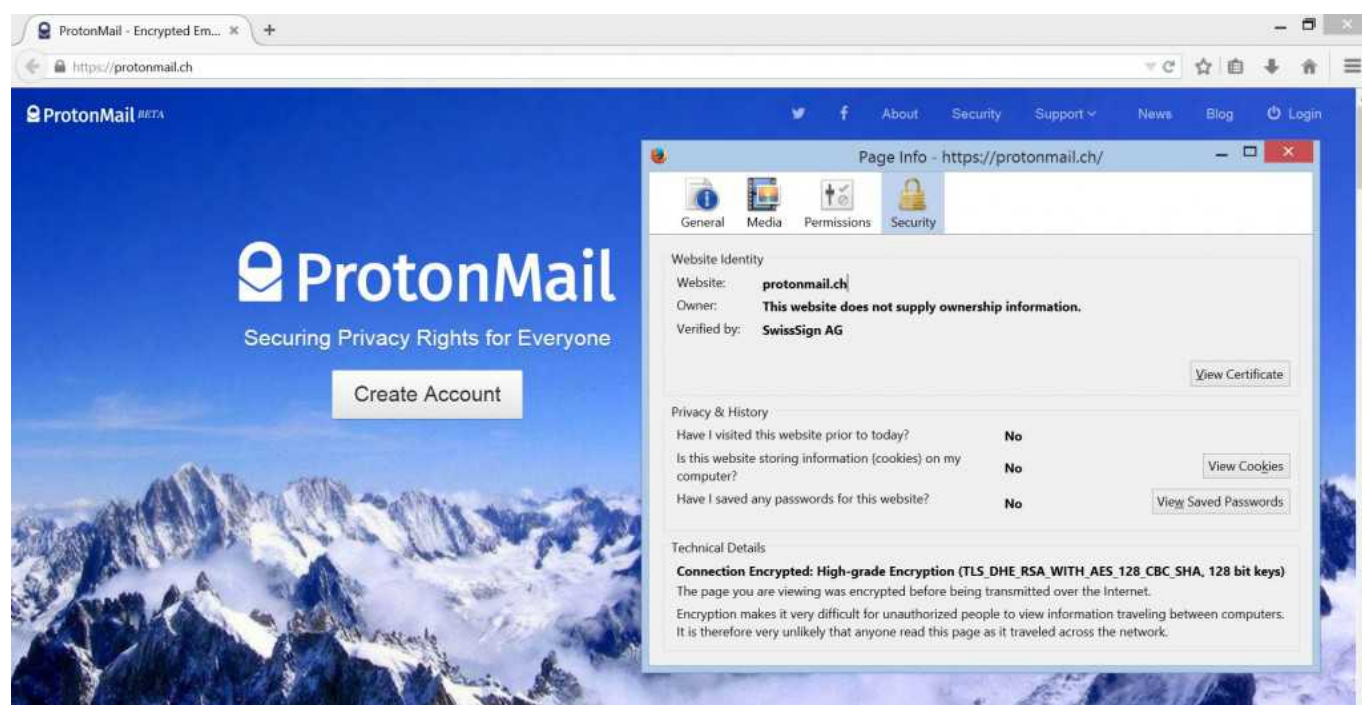 ProtonMail - Encrypted Em...
https://protonmail.ch
ProtonMail BETA
About Security Support News Blog Login
ProtonMail
Securing Privacy Rights for Everyone
Create Account
Page Info - https://protonmail.ch/
General Media Permissions Security
Website Identity
Website: protonmail.ch
Owner: This website does not supply ownership information.
Verified by: SwissSign AG
View Certificate
Privacy & History
Have I visited this website prior to today? No
Is this website storing information (cookies) on my
computer? No
View Cookies
Have I saved any passwords for this website? No
View Saved Passwords
Technical Details
Connection Encrypted: High-grade Encryption (TLS_DHE_RSA_WITH_AES_128_CBC_SHA, 128 bit keys)
The page you are viewing was encrypted before being transmitted over the Internet.
Encryption makes it very difficult for unauthorized people to view information traveling between computers.
It is therefore very unlikely that anyone read this page as it traveled across the network.